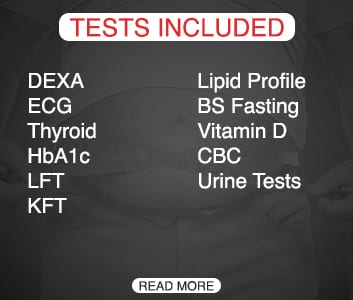 TESTS INCLUDED
DEXA
ECG
Thyroid
HbA1c
LFT
KFT
Lipid Profile
BS Fasting
Vitamin D
CBC
Urine Tests
READ MORE